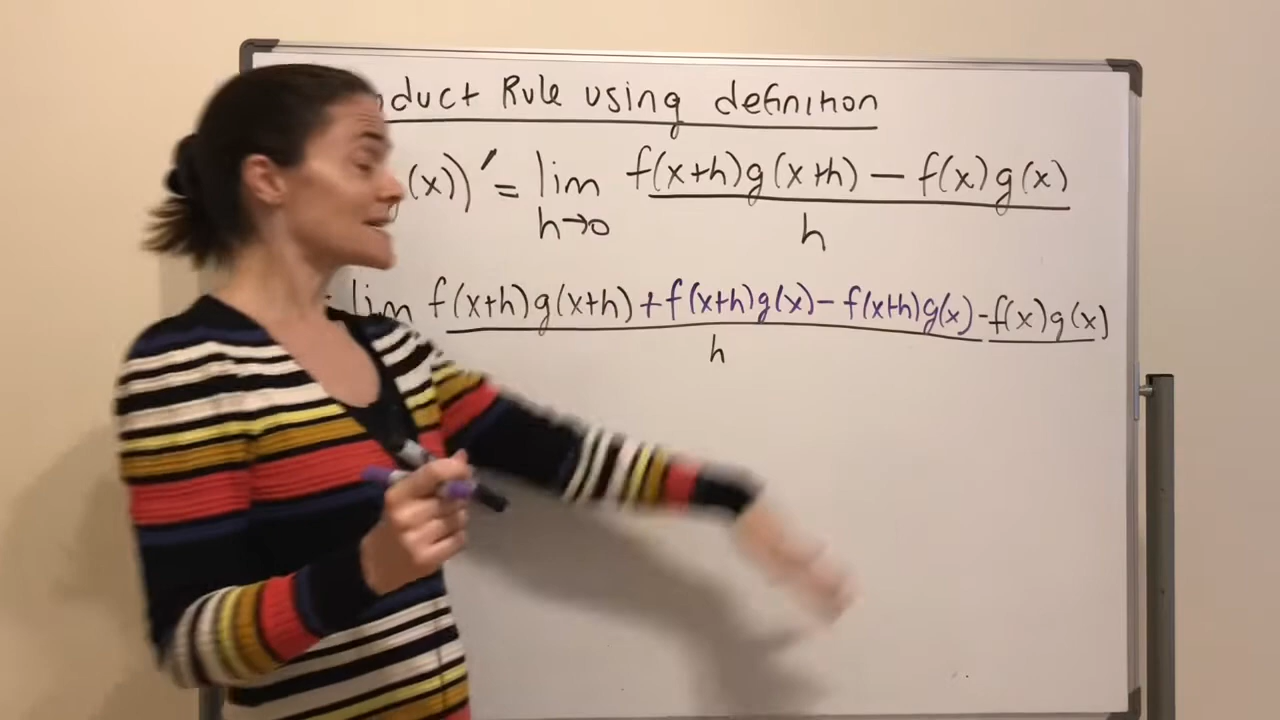 duct Rule using definition
(x))' = lim f(x+h)g(x+h) — f(x)g(x)
h→0 h
lim f(x+h)g(x+h) + f(x+h)g(x) - f(x+h)g(x) - f(x)g(x)
h